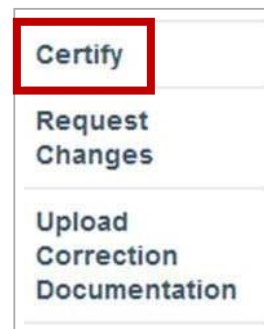 Certify
Request
Changes
Upload
Correction
Documentation